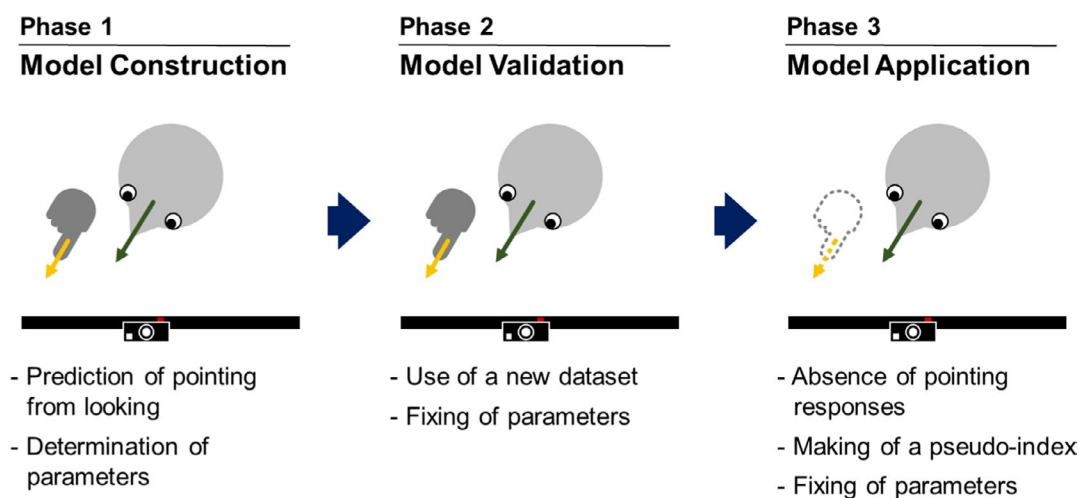 Phase 1
Model Construction
- Prediction of pointing
from looking
- Determination of
parameters
Phase 2
Model Validation
- Use of a new dataset
- Fixing of parameters
Phase 3
Model Application
- Absence of pointing
responses
- Making of a pseudo-index
- Fixing of parameters